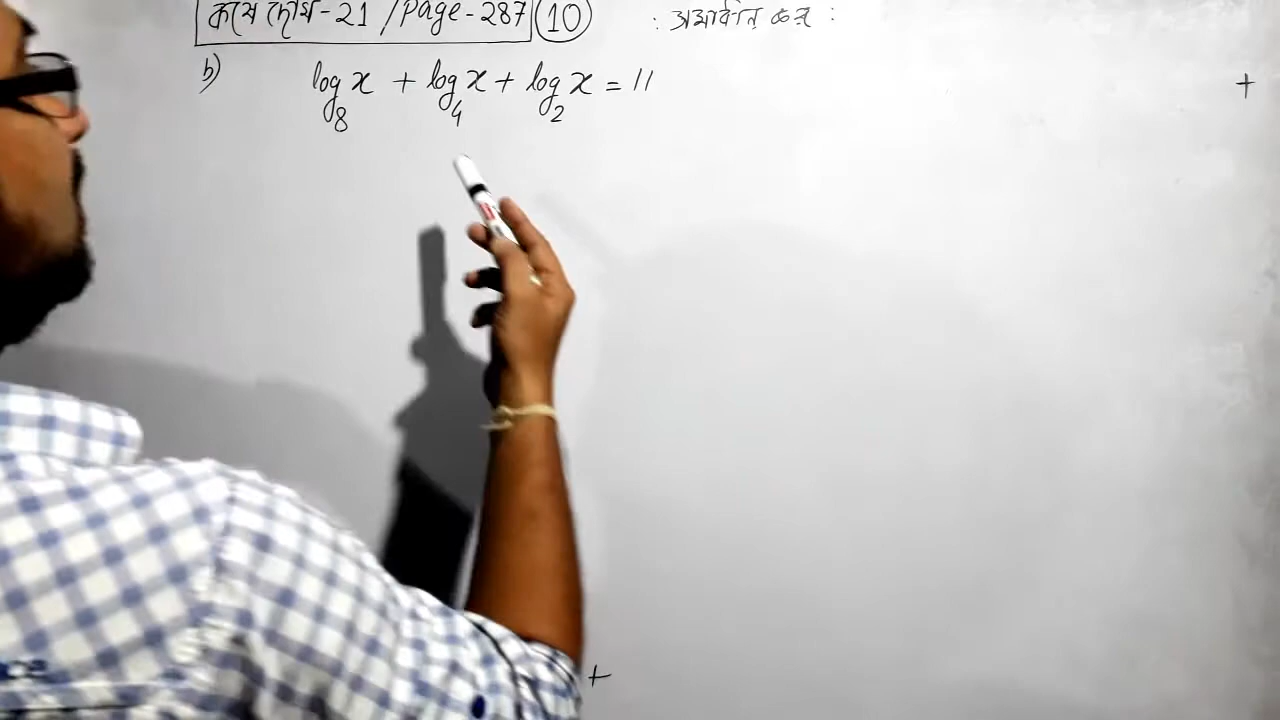 কষে দেখি-21 /Page-287 10 : সমাধান কর :
b) log₈x + log₄x + log₂x = 11